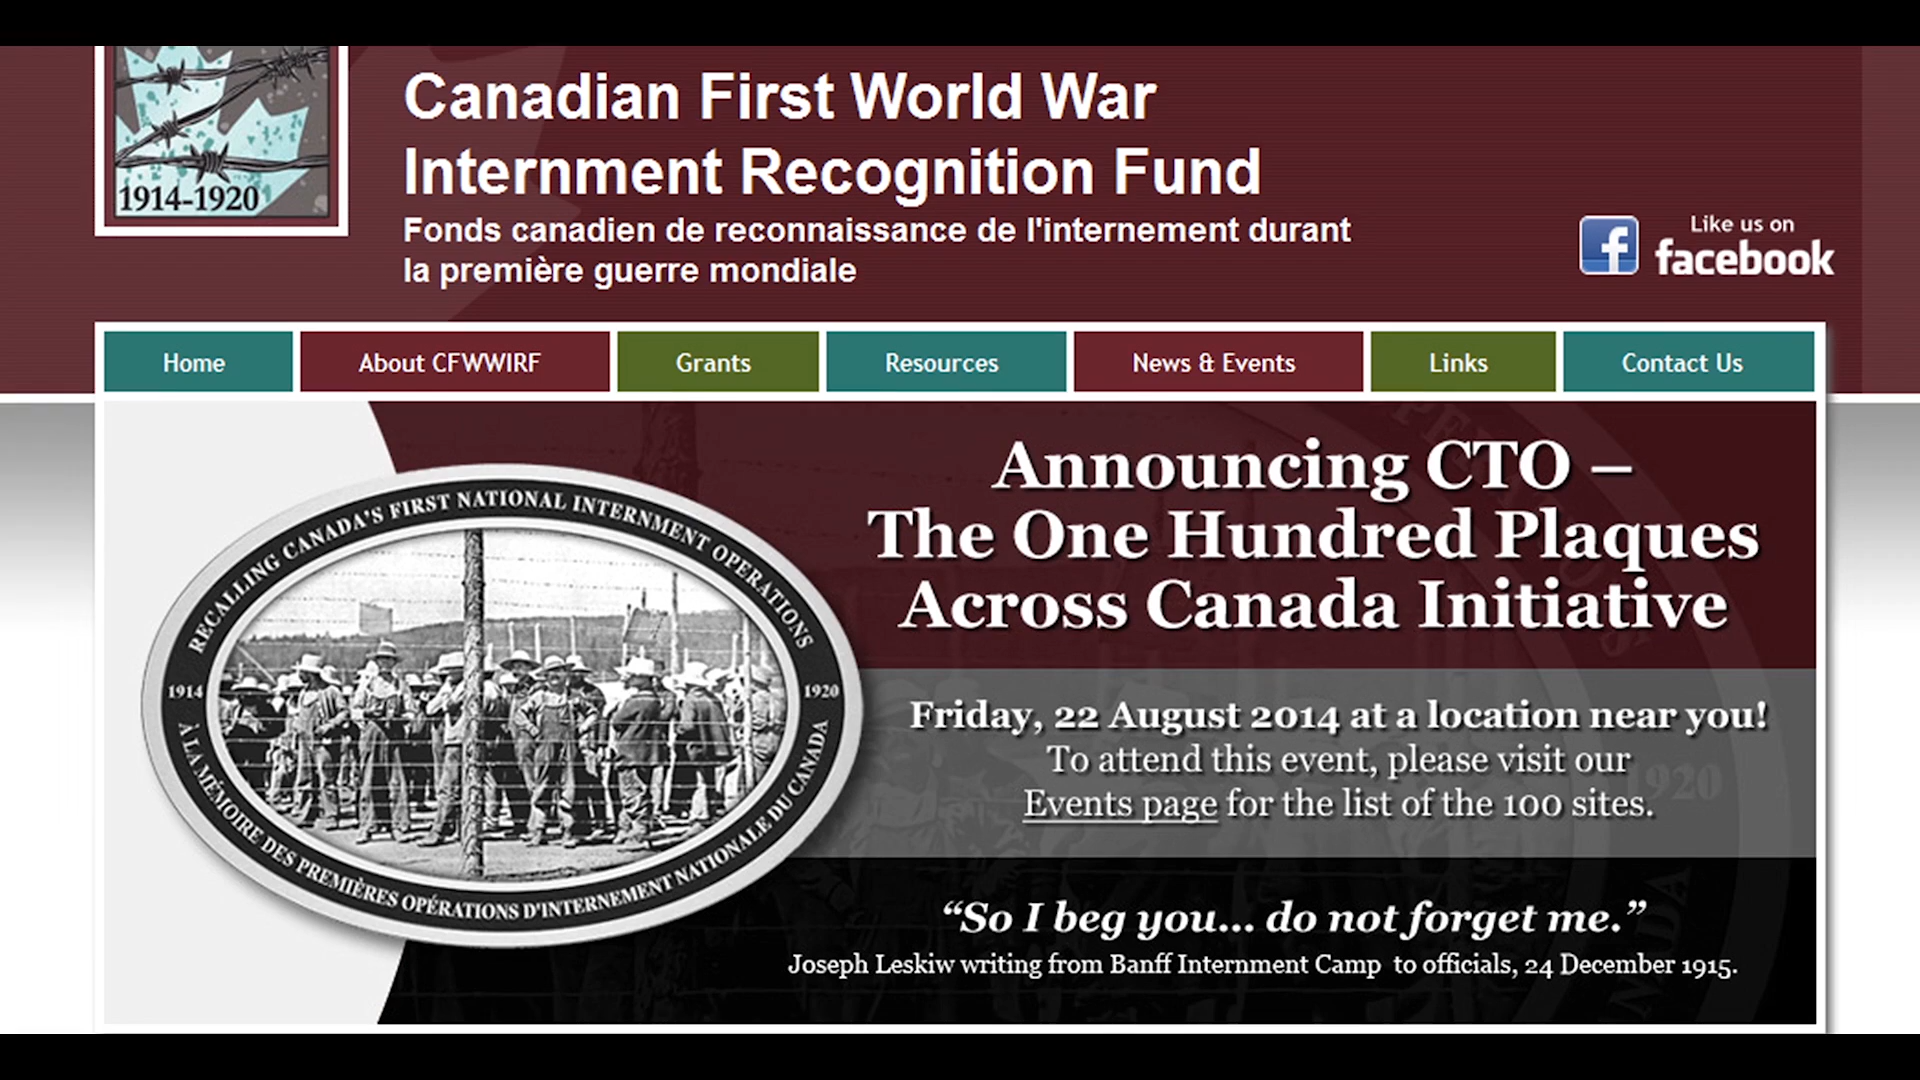 1914-1920
Canadian First World War
Internment Recognition Fund
Fonds canadien de reconnaissance de l'internement durant
la première guerre mondiale
Like us on
facebook
Home
About CFWWIRF
Grants
Resources
News & Events
Links
Contact Us
RECALLING CANADA'S FIRST NATIONAL INTERNMENT OPERATIONS
1914
1920
À LA MÉMOIRE DES PREMIÈRES OPÉRATIONS D'INTERNEMENT NATIONALE DU CANADA
Announcing CTO –
The One Hundred Plaques
Across Canada Initiative
Friday, 22 August 2014 at a location near you!
To attend this event, please visit our
Events page for the list of the 100 sites.
1920
“So I beg you... do not forget me.”
Joseph Leskiw writing from Banff Internment Camp to officials, 24 December 1915.